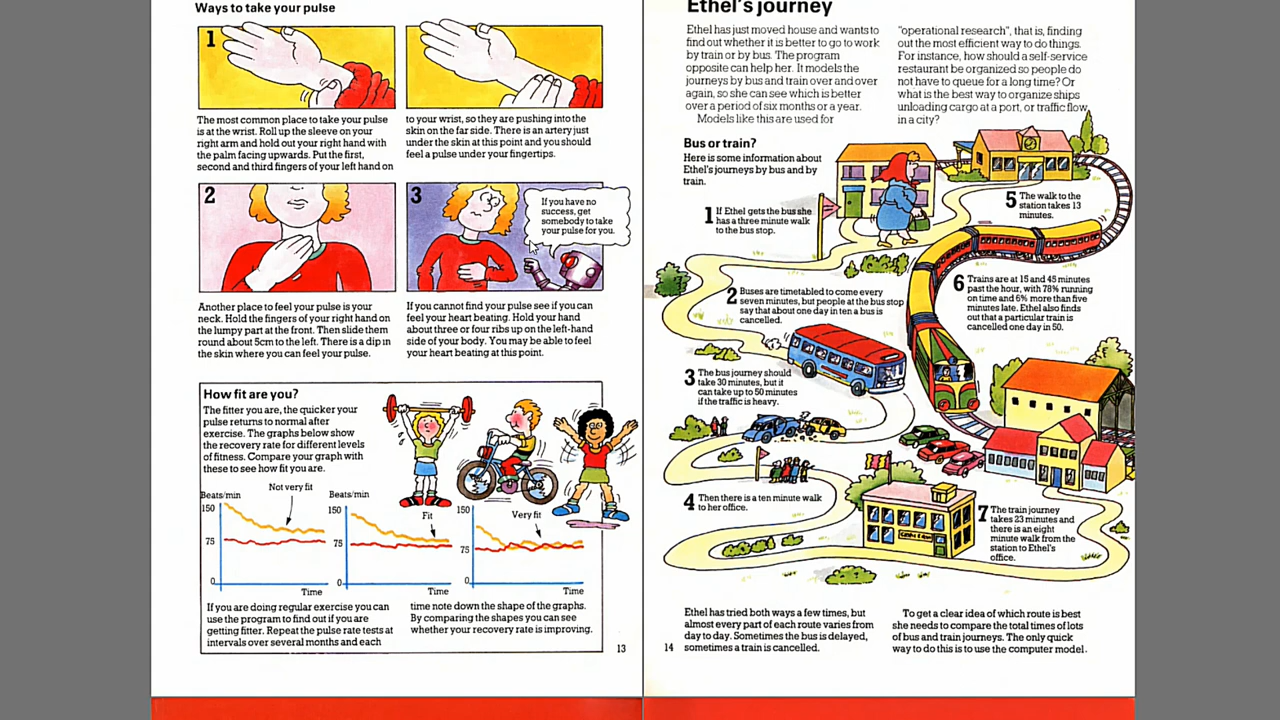 Ways to take your pulse
1
The most common place to take your pulse
is at the wrist. Roll up the sleeve on your
right arm and hold out your right hand with
the palm facing upwards. Put the first,
second and third fingers of your left hand on
to your wrist, so they are pushing into the
skin on the far side. There is an artery just
under the skin at this point and you should
feel a pulse under your fingertips.
2
3
If you have no
success, get
somebody to take
your pulse for you.
Another place to feel your pulse is your
neck. Hold the fingers of your right hand on
the lumpy part at the front. Then slide them
round about 5cm to the left. There is a dip in
the skin where you can feel your pulse.
If you cannot find your pulse see if you can
feel your heart beating. Hold your hand
about three or four ribs up on the left-hand
side of your body. You may be able to feel
your heart beating at this point.
How fit are you?
The fitter you are, the quicker your
pulse returns to normal after
exercise. The graphs below show
the recovery rate for different levels
of fitness. Compare your graph with
these to see how fit you are.
Beats/min
Not very fit
150
75
0
Time
Beats/min
Fit
150
75
0
Time
150
Very fit
75
0
Time
If you are doing regular exercise you can
use the program to find out if you are
getting fitter. Repeat the pulse rate tests at
intervals over several months and each
time note down the shape of the graphs.
By comparing the shapes you can see
whether your recovery rate is improving.
13
Ethel's journey
Ethel has just moved house and wants to
find out whether it is better to go to work
by train or by bus. The program
opposite can help her. It models the
journeys by bus and train over and over
again, so she can see which is better
over a period of six months or a year.
Models like this are used for
"operational research", that is, finding
out the most efficient way to do things.
For instance, how should a self-service
restaurant be organized so people do
not have to queue for a long time? Or
what is the best way to organize ships
unloading cargo at a port, or traffic flow
in a city?
Bus or train?
Here is some information about
Ethel's journeys by bus and by
train.
1 If Ethel gets the bus she
has a three minute walk
to the bus stop.
2 Buses are timetabled to come every
seven minutes, but people at the bus stop
say that about one day in ten a bus is
cancelled.
3 The bus journey should
take 30 minutes, but it
can take up to 50 minutes
if the traffic is heavy.
4 Then there is a ten minute walk
to her office.
5 The walk to the
station takes 13
minutes.
6 Trains are at 15 and 45 minutes
past the hour, with 78% running
on time and 6% more than five
minutes late. Ethel also finds
out that a particular train is
cancelled one day in 50.
7 The train journey
takes 23 minutes and
there is an eight
minute walk from the
station to Ethel's
office.
Ethel has tried both ways a few times, but
almost every part of each route varies from
day to day. Sometimes the bus is delayed,
sometimes a train is cancelled.
To get a clear idea of which route is best
she needs to compare the total times of lots
of bus and train journeys. The only quick
way to do this is to use the computer model.
14